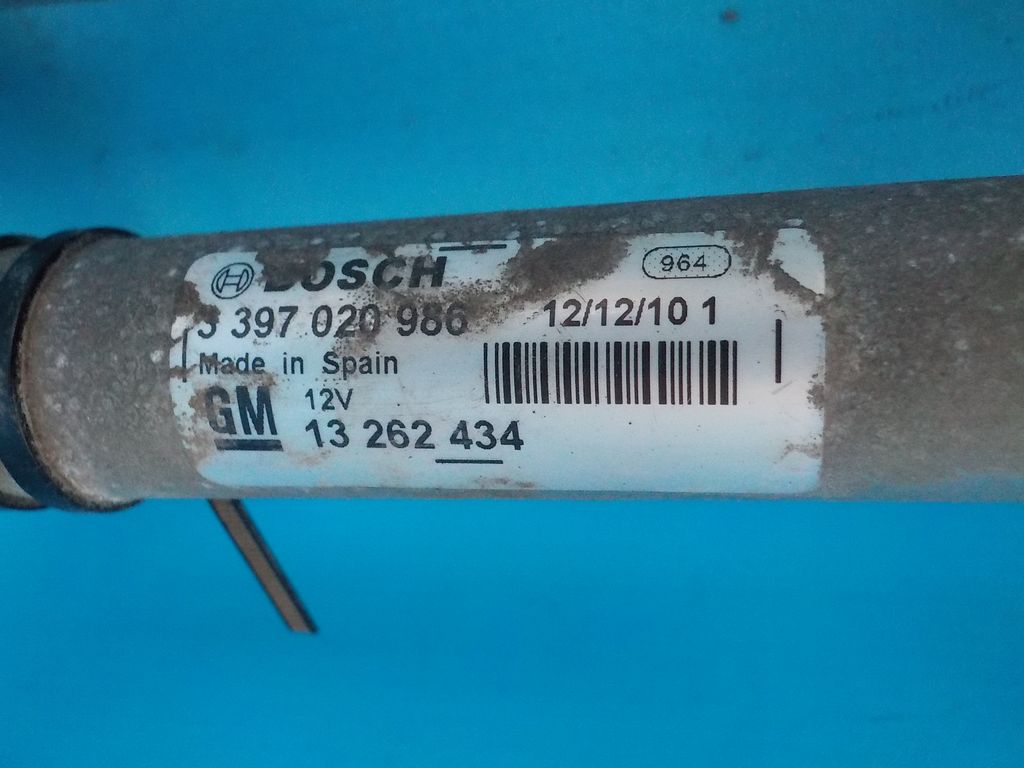 BOSCH
964
3 397 020 986
12/12/10 1
Made in Spain
12V
GM
13 262 434